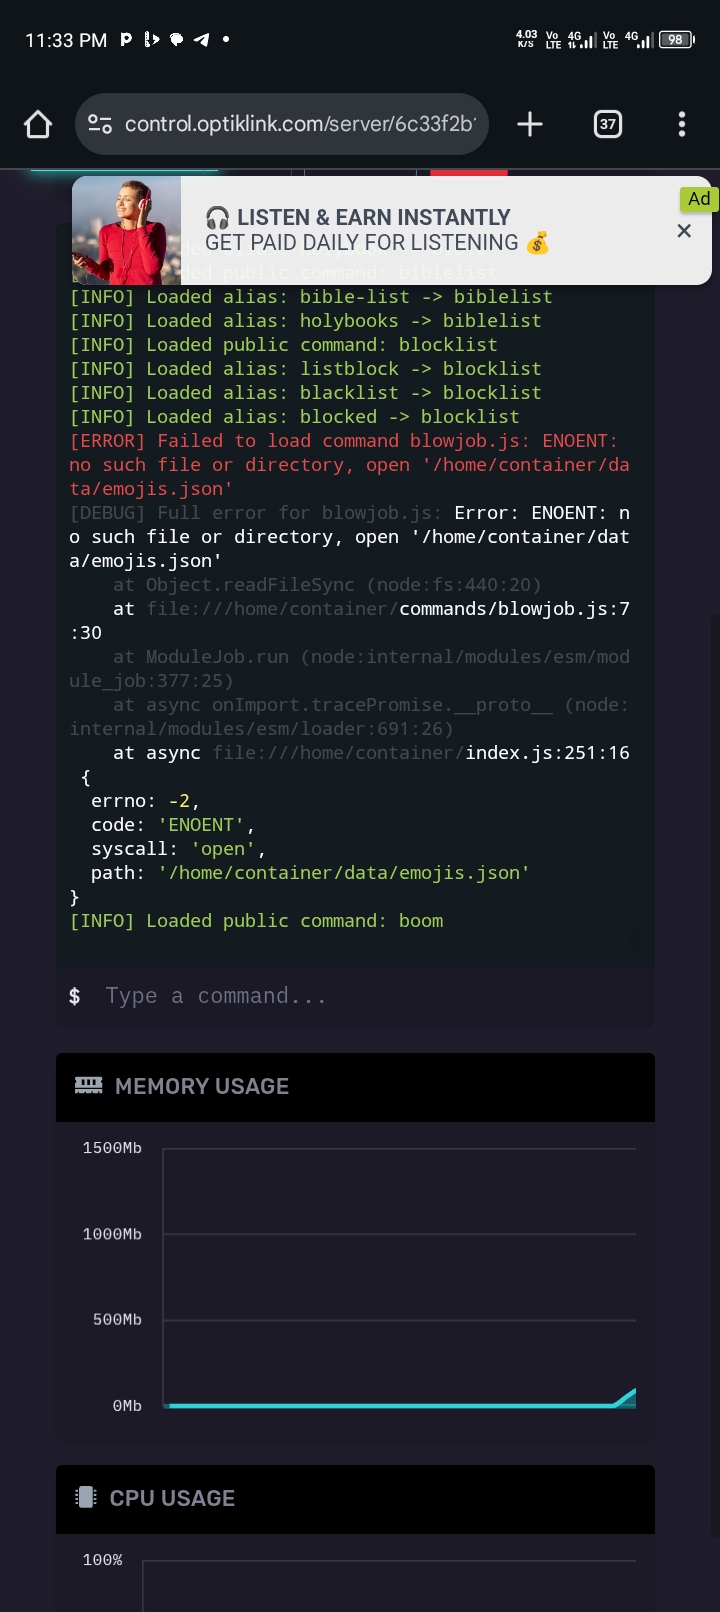 11:33 PM
4.03 K/S Vo LTE 4G Vo LTE 4G 98
control.optiklink.com/server/6c33f2b
37
Ad
🎧 LISTEN & EARN INSTANTLY
GET PAID DAILY FOR LISTENING 💰
×
ded public command: biblelist
[INFO] Loaded alias: bible-list -> biblelist
[INFO] Loaded alias: holybooks -> biblelist
[INFO] Loaded public command: blocklist
[INFO] Loaded alias: listblock -> blocklist
[INFO] Loaded alias: blacklist -> blocklist
[INFO] Loaded alias: blocked -> blocklist
[ERROR] Failed to load command blowjob.js: ENOENT:
no such file or directory, open '/home/container/da
ta/emojis.json'
[DEBUG] Full error for blowjob.js: Error: ENOENT: n
o such file or directory, open '/home/container/dat
a/emojis.json'
at Object.readFileSync (node:fs:440:20)
at file:///home/container/commands/blowjob.js:7
:30
at ModuleJob.run (node:internal/modules/esm/mod
ule_job:377:25)
at async onImport.tracePromise.__proto__ (node:
internal/modules/esm/loader:691:26)
at async file:///home/container/index.js:251:16
{
errno: -2,
code: 'ENOENT',
syscall: 'open',
path: '/home/container/data/emojis.json'
}
[INFO] Loaded public command: boom
$ Type a command...
MEMORY USAGE
1500Mb
1000Mb
500Mb
0Mb
CPU USAGE
100%